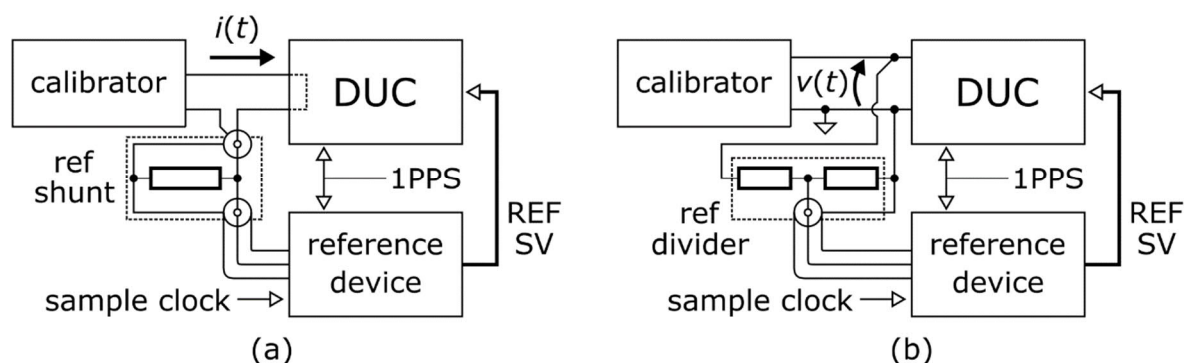 i(t)
calibrator
DUC
ref
shunt
1PPS
REF
SV
reference
device
sample clock
(a)
calibrator
v(t)
DUC
1PPS
ref
divider
REF
SV
reference
device
sample clock
(b)